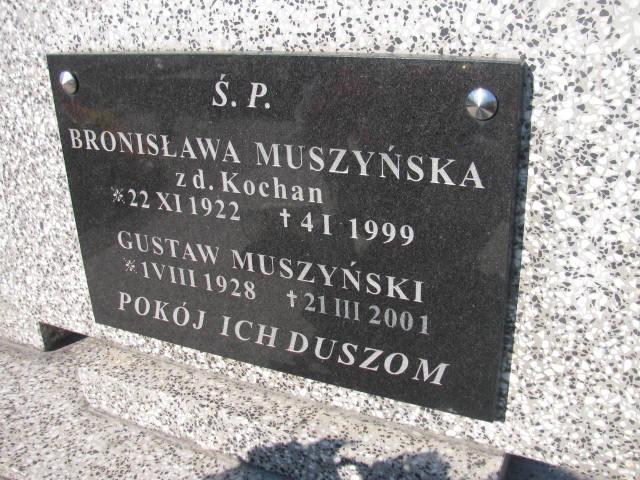 Ś. P.
BRONISŁAWA MUSZYŃSKA
zd. Kochan
※22 XI 1922 ✝4 I 1999
GUSTAW MUSZYŃSKI
※1 VIII 1928 ✝21 III 2001
POKÓJ ICH DUSZOM